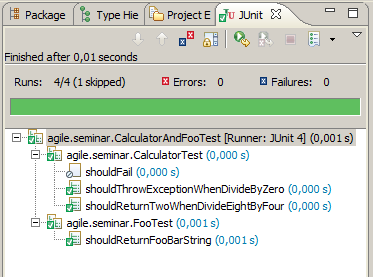 Package Type Hie Project E JUnit
Finished after 0,01 seconds
Runs: 4/4 (1 skipped) Errors: 0 Failures: 0
agile.seminar.CalculatorAndFooTest [Runner: JUnit 4] (0,001 s)
agile.seminar.CalculatorTest (0,000 s)
shouldFail (0,000 s)
shouldThrowExceptionWhenDivideByZero (0,000 s)
shouldReturnTwoWhenDivideEightByFour (0,000 s)
agile.seminar.FooTest (0,001 s)
shouldReturnFooBarString (0,001 s)